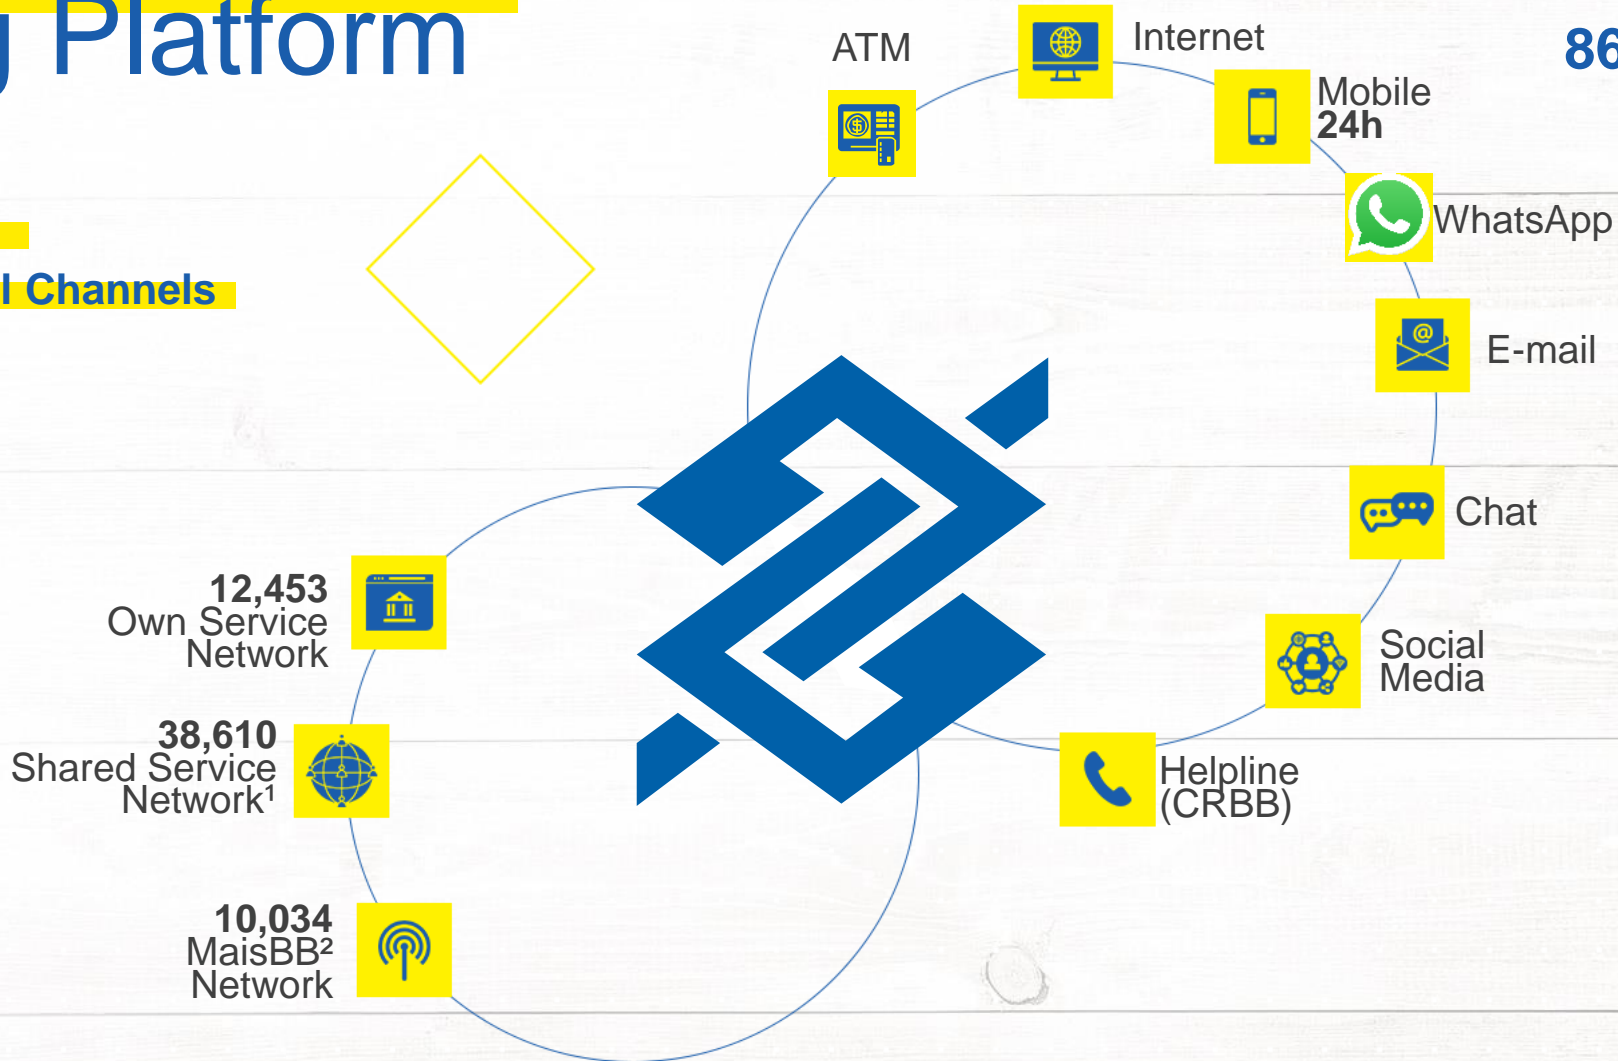 g Platform
l Channels
ATM
Internet
86
Mobile
24h
WhatsApp
E-mail
Chat
Social
Media
Helpline
(CRBB)
12,453
Own Service
Network
38,610
Shared Service
Network¹
10,034
MaisBB²
Network